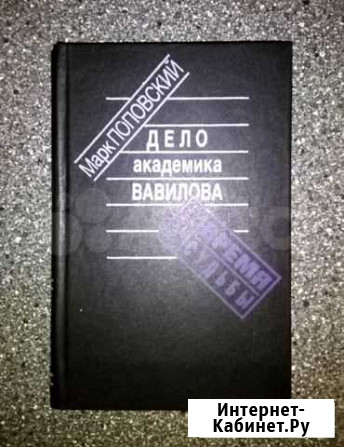 Марк ПОПОВСКИЙ
ДЕЛО
академика
ВАВИЛОВА
ВРЕМЯ
СУДЬБЫ
Интернет-
Кабинет.Ру